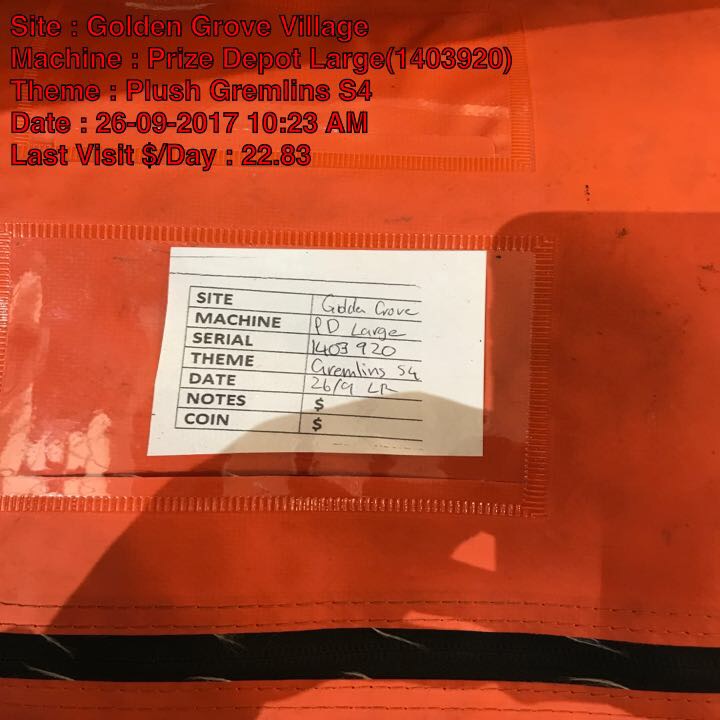 Site : Golden Grove Village
Machine : Prize Depot Large(1403920)
Theme : Plush Gremlins S4
Date : 26-09-2017 10:23 AM
Last Visit $/Day : 22.83
SITE Golden Grove
MACHINE PD Large
SERIAL 1403920
THEME Gremlins S4
DATE 26/9 LR
NOTES $
COIN $